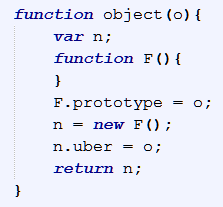 function object(o){
    var n;
    function F(){
    }
    F.prototype = o;
    n = new F();
    n.uber = o;
    return n;
}